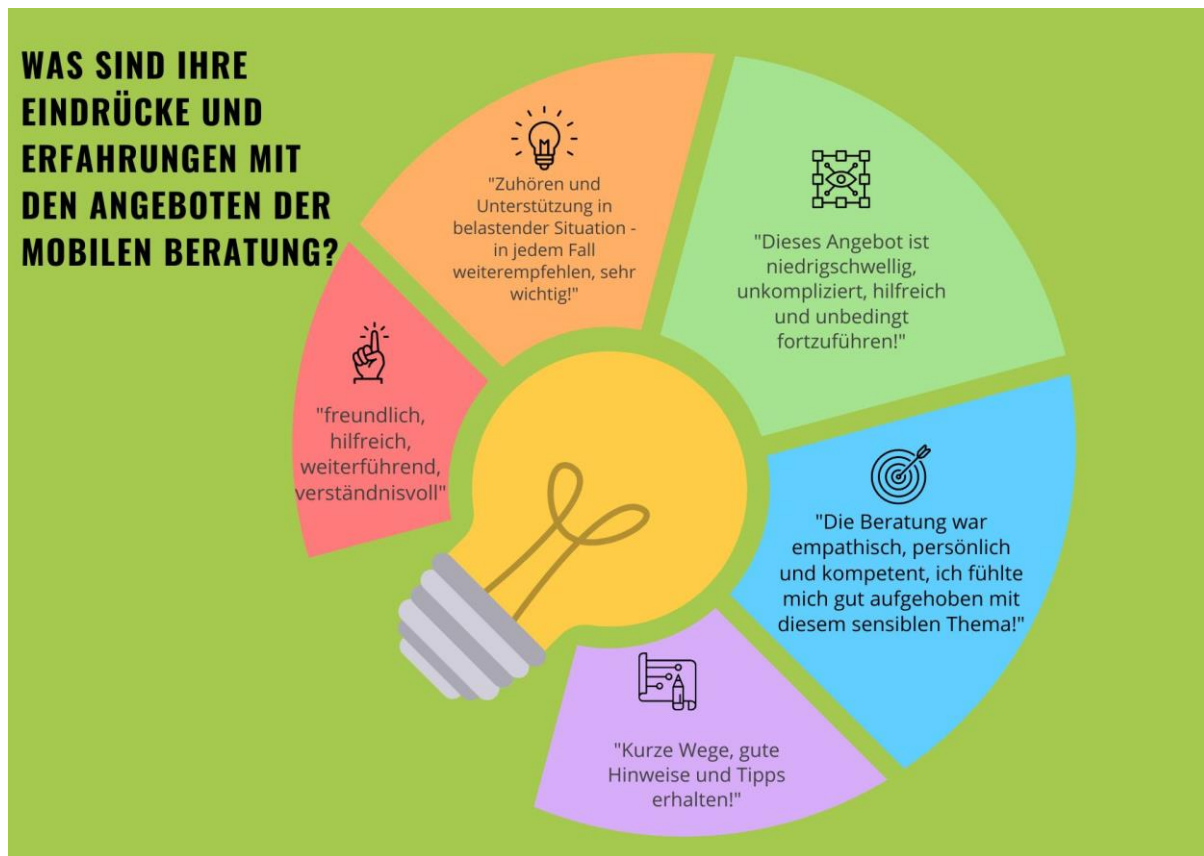 WAS SIND IHRE
EINDRÜCKE UND
ERFAHRUNGEN MIT
DEN ANGEBOTEN DER
MOBILEN BERATUNG?
"freundlich,
hilfreich,
weiterführend,
verständnisvoll"
"Zuhören und
Unterstützung in
belastender Situation -
in jedem Fall
weiterempfehlen, sehr
wichtig!"
"Dieses Angebot ist
niedrigschwellig,
unkompliziert, hilfreich
und unbedingt
fortzuführen!"
"Die Beratung war
empathisch, persönlich
und kompetent, ich fühlte
mich gut aufgehoben mit
diesem sensiblen Thema!"
"Kurze Wege, gute
Hinweise und Tipps
erhalten!"